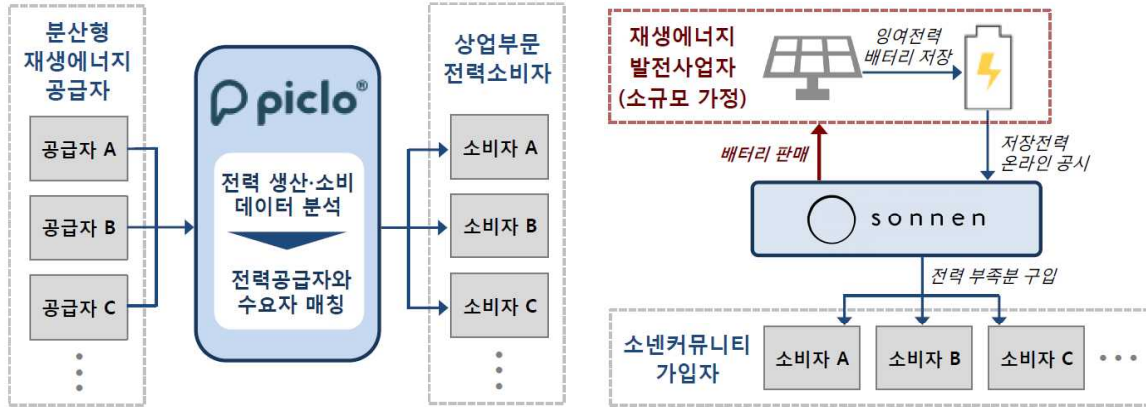 분산형
재생에너지
공급자
공급자 A
공급자 B
공급자 C
piclo®
전력 생산·소비
데이터 분석
전력공급자와
수요자 매칭
상업부문
전력소비자
소비자 A
소비자 B
소비자 C
재생에너지
발전사업자
(소규모 가정)
잉여전력
배터리 저장
배터리 판매
저장전력
온라인 공시
sonnen
전력 부족분 구입
소넨커뮤니티
가입자
소비자 A
소비자 B
소비자 C